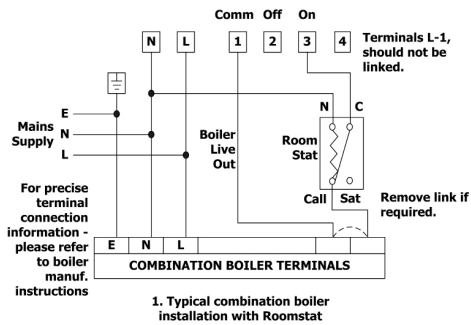 Comm Off On
N L 1 2 3 4
Terminals L-1,
should not be
linked.
E
Mains
Supply
N
L
Boiler
Live
Out
N C
Room
Stat
Call Sat
Remove link if
required.
For precise
terminal
connection
information -
please refer
to boiler
manuf.
instructions
E N L
COMBINATION BOILER TERMINALS
1. Typical combination boiler
installation with Roomstat